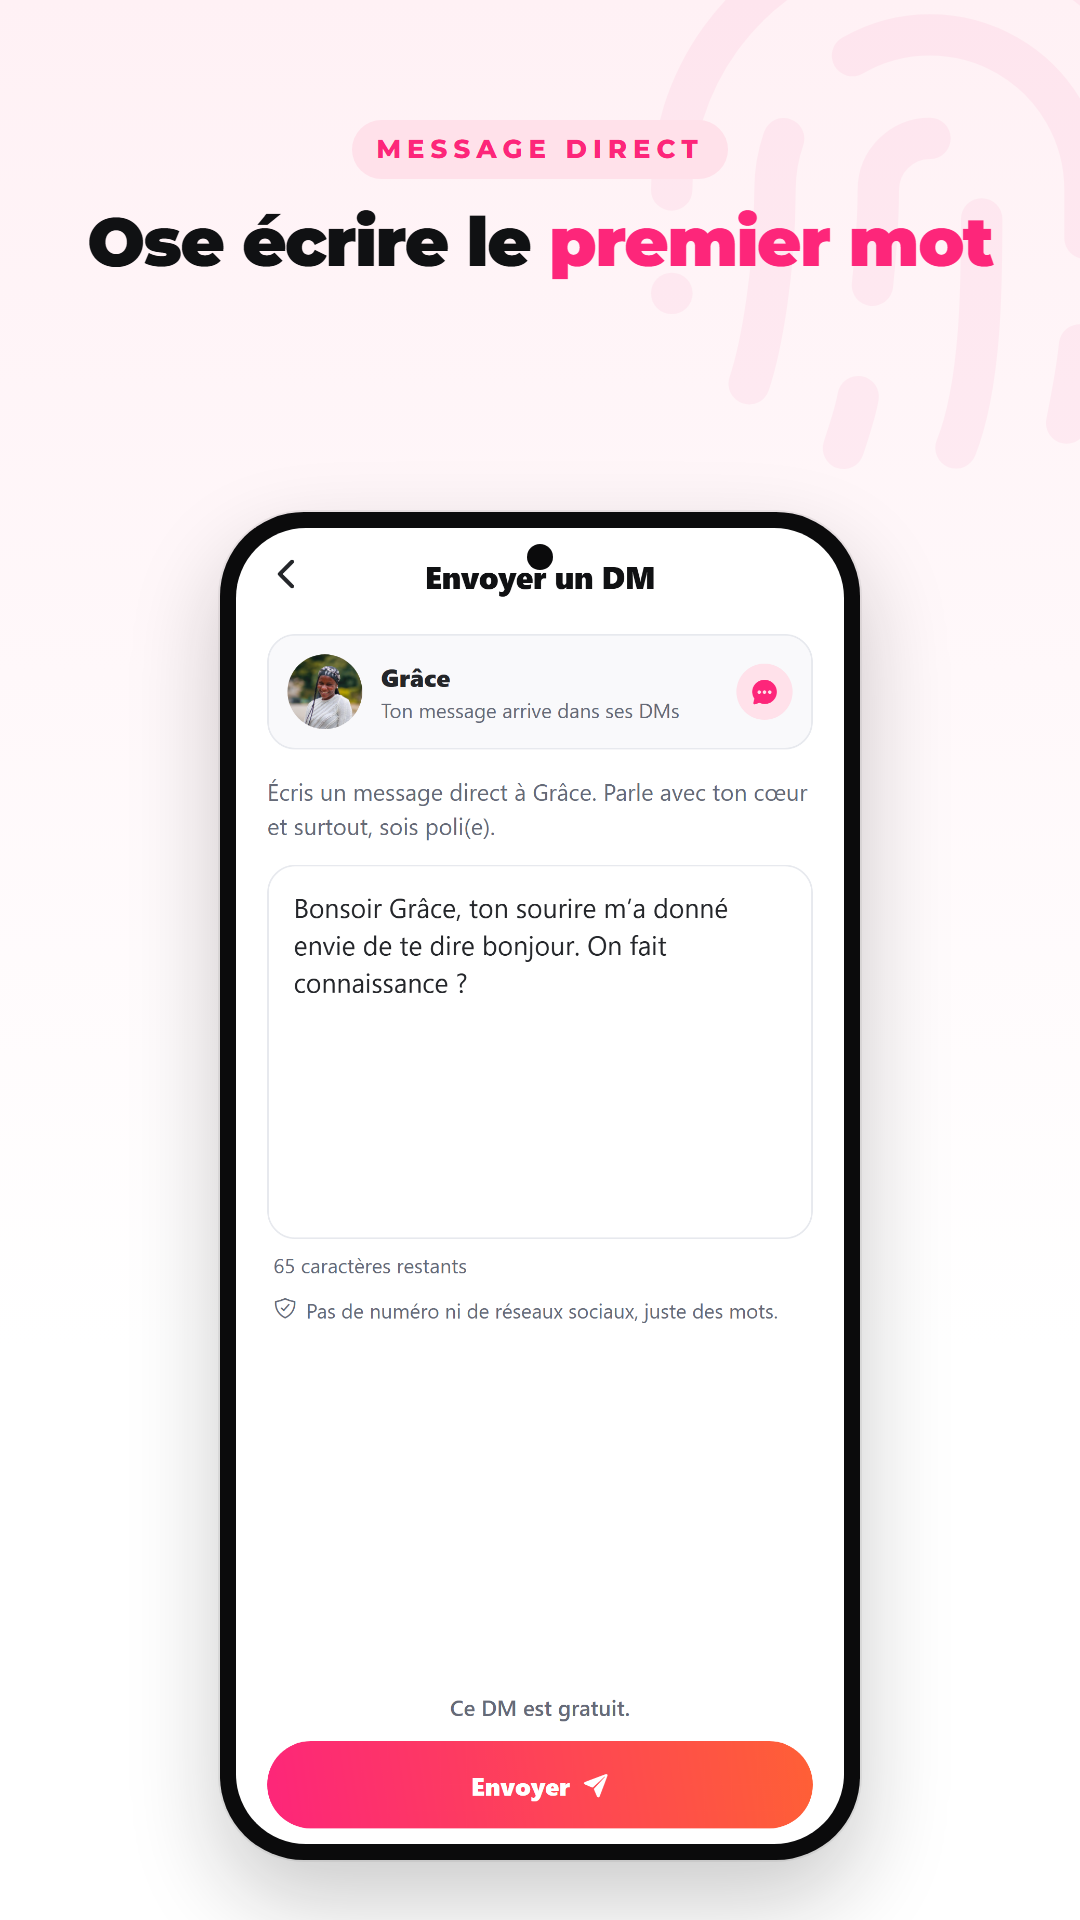 MESSAGE DIRECT
Ose écrire le premier mot
Envoyer un DM
Grâce
Ton message arrive dans ses DMs
Écris un message direct à Grâce. Parle avec ton cœur
et surtout, sois poli(e).
Bonsoir Grâce, ton sourire m’a donné
envie de te dire bonjour. On fait
connaissance ?
65 caractères restants
Pas de numéro ni de réseaux sociaux, juste des mots.
Ce DM est gratuit.
Envoyer